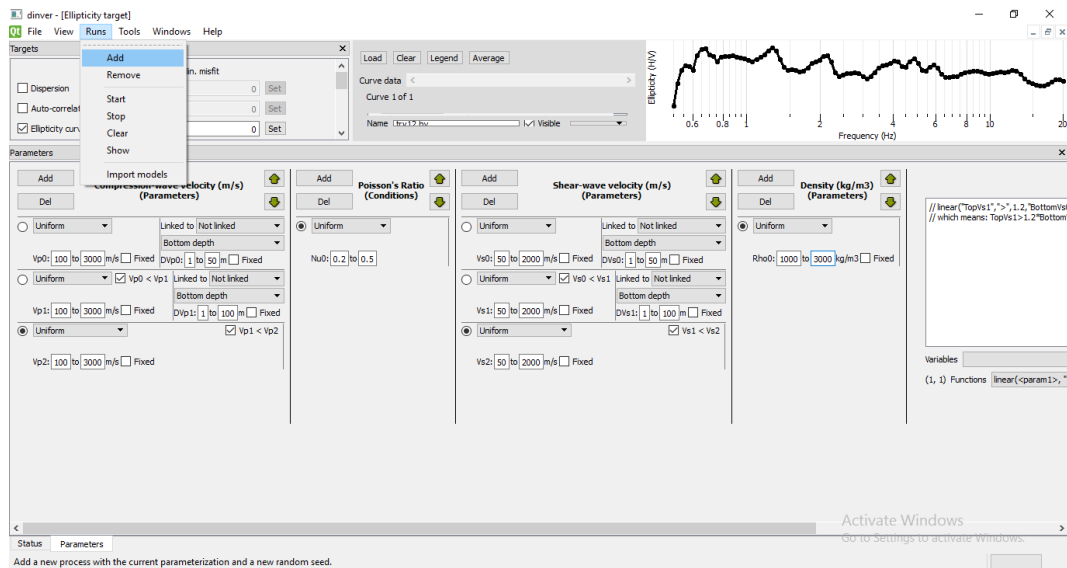 dinver - [Ellipticity target]
File View Runs Tools Windows Help
Targets
Add
Remove
Start
Stop
Clear
Show
Import models
lin. misfit
Dispersion 0 Set
Auto-correlat 0 Set
Ellipticity curv 0 Set
Load Clear Legend Average
Curve data
Curve 1 of 1
Name Visible
Ellipticity (H/V)
0.6 0.8 1 2 4 6 8 10 20
Frequency (Hz)
Parameters
Add Del Compression-wave velocity (m/s)
(Parameters)
Uniform Linked to Not linked
Bottom depth
Vp0: 100 to 3000 m/s Fixed DVp0: 1 to 50 m Fixed
Uniform Vp0 < Vp1 Linked to Not linked
Bottom depth
Vp1: 100 to 3000 m/s Fixed DVp1: 1 to 100 m Fixed
Uniform Vp1 < Vp2
Vp2: 100 to 3000 m/s Fixed
Add Del Poisson's Ratio
(Conditions)
Uniform
Nu0: 0.2 to 0.5
Add Del Shear-wave velocity (m/s)
(Parameters)
Uniform Linked to Not linked
Bottom depth
Vs0: 50 to 2000 m/s Fixed DVs0: 1 to 50 m Fixed
Uniform Vs0 < Vs1 Linked to Not linked
Bottom depth
Vs1: 50 to 2000 m/s Fixed DVs1: 1 to 100 m Fixed
Uniform Vs1 < Vs2
Vs2: 50 to 2000 m/s Fixed
Add Del Density (kg/m3)
(Parameters)
Uniform
Rho0: 1000 to 3000 kg/m3 Fixed
// linear("TopVs1",">",1.2,"BottomVs0
// which means: TopVs1>1.2*Bottom
Variables
(1, 1) Functions linear(<param1>, "
Activate Windows
Go to Settings to activate Windows.
Status Parameters
Add a new process with the current parameterization and a new random seed.